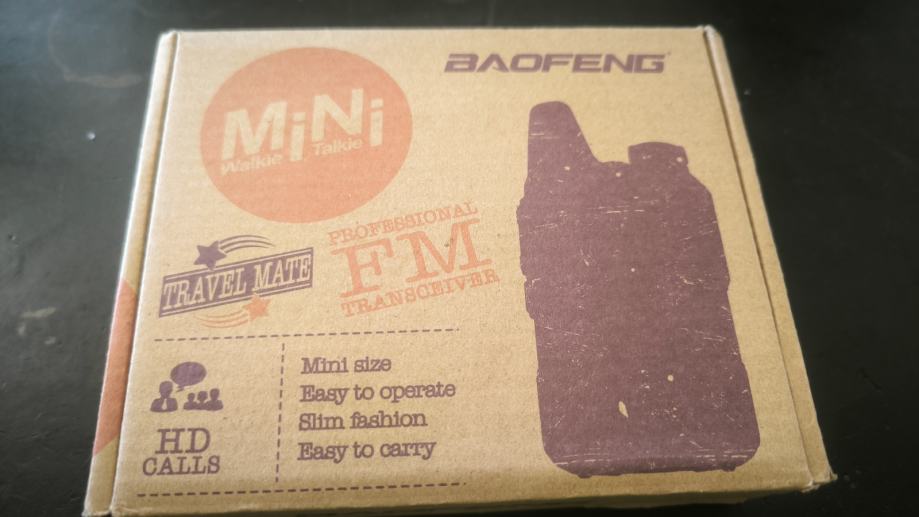 BAOFENG
MiNi
Walkie Talkie
TRAVEL MATE
PROFESSIONAL
FM
TRANSCEIVER
HD
CALLS
Mini size
Easy to operate
Slim fashion
Easy to carry